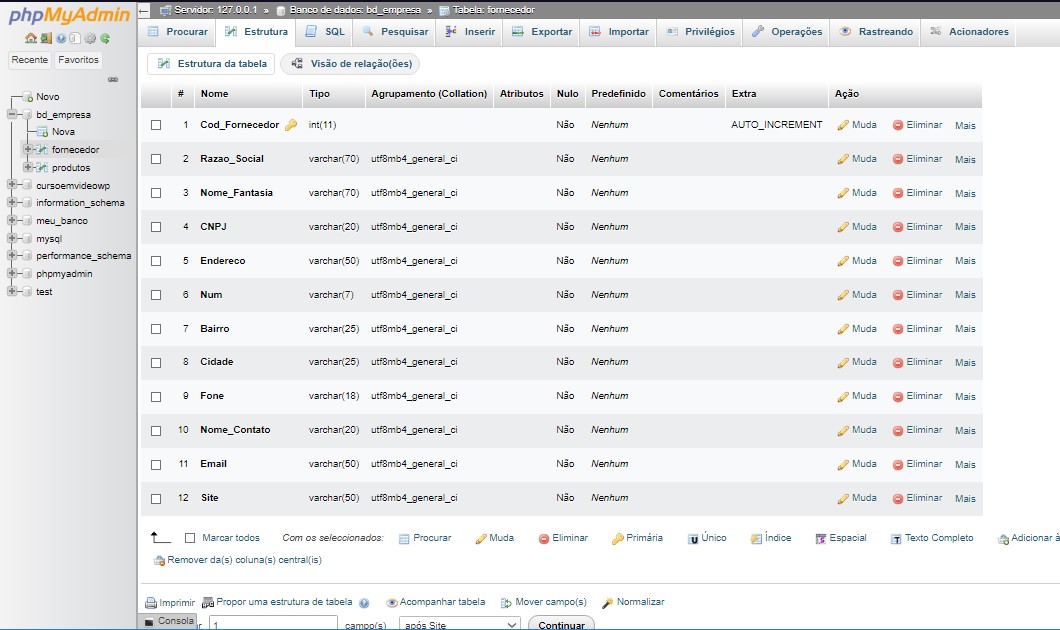 phpMyAdmin
Servidor: 127.0.0.1 » Banco de dados: bd_empresa » Tabela: fornecedor
Procurar Estrutura SQL Pesquisar Inserir Exportar Importar Privilégios Operações Rastreando Acionadores
Recente Favoritos
Estrutura da tabela Visão de relação(ões)
Novo
bd_empresa
Nova
fornecedor
produtos
cursoemvideowp
information_schema
meu_banco
mysql
performance_schema
phpmyadmin
test
# Nome Tipo Agrupamento (Collation) Atributos Nulo Predefinido Comentários Extra Ação
1 Cod_Fornecedor int(11) Não Nenhum AUTO_INCREMENT Muda Eliminar Mais
2 Razao_Social varchar(70) utf8mb4_general_ci Não Nenhum Muda Eliminar Mais
3 Nome_Fantasia varchar(70) utf8mb4_general_ci Não Nenhum Muda Eliminar Mais
4 CNPJ varchar(20) utf8mb4_general_ci Não Nenhum Muda Eliminar Mais
5 Endereco varchar(50) utf8mb4_general_ci Não Nenhum Muda Eliminar Mais
6 Num varchar(7) utf8mb4_general_ci Não Nenhum Muda Eliminar Mais
7 Bairro varchar(25) utf8mb4_general_ci Não Nenhum Muda Eliminar Mais
8 Cidade varchar(25) utf8mb4_general_ci Não Nenhum Muda Eliminar Mais
9 Fone varchar(18) utf8mb4_general_ci Não Nenhum Muda Eliminar Mais
10 Nome_Contato varchar(20) utf8mb4_general_ci Não Nenhum Muda Eliminar Mais
11 Email varchar(50) utf8mb4_general_ci Não Nenhum Muda Eliminar Mais
12 Site varchar(50) utf8mb4_general_ci Não Nenhum Muda Eliminar Mais
Marcar todos Com os seleccionados: Procurar Muda Eliminar Primária Único Índice Espacial Texto Completo Adicionar à
Remover da(s) coluna(s) central(is)
Imprimir Propor uma estrutura de tabela Acompanhar tabela Mover campo(s) Normalizar
Consola r 1 campo(s) após Site Continuar